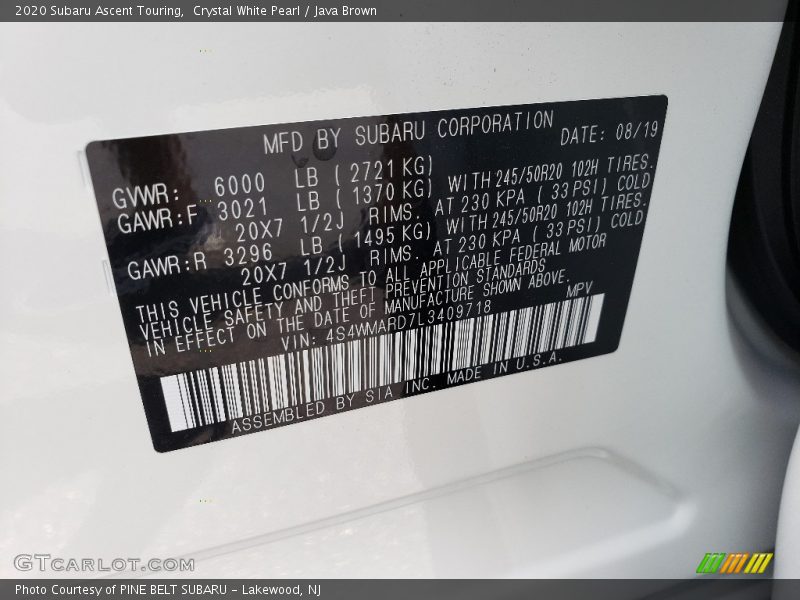 2020 Subaru Ascent Touring,  Crystal White Pearl / Java Brown
MFD BY SUBARU CORPORATION DATE: 08/19
GVWR: 6000 LB ( 2721 KG)
GAWR:F 3021 LB ( 1370 KG) WITH 245/50R20 102H TIRES.
20X7 1/2J RIMS. AT 230 KPA ( 33 PSI) COLD
GAWR:R 3296 LB ( 1495 KG) WITH 245/50R20 102H TIRES.
20X7 1/2J RIMS. AT 230 KPA ( 33 PSI) COLD
THIS VEHICLE CONFORMS TO ALL APPLICABLE FEDERAL MOTOR
VEHICLE SAFETY AND THEFT PREVENTION STANDARDS
IN EFFECT ON THE DATE OF MANUFACTURE SHOWN ABOVE.
VIN: 4S4WMARD7L3409718 MPV
ASSEMBLED BY SIA INC. MADE IN U.S.A.
GTCARLOT.COM
Photo Courtesy of PINE BELT SUBARU - Lakewood, NJ